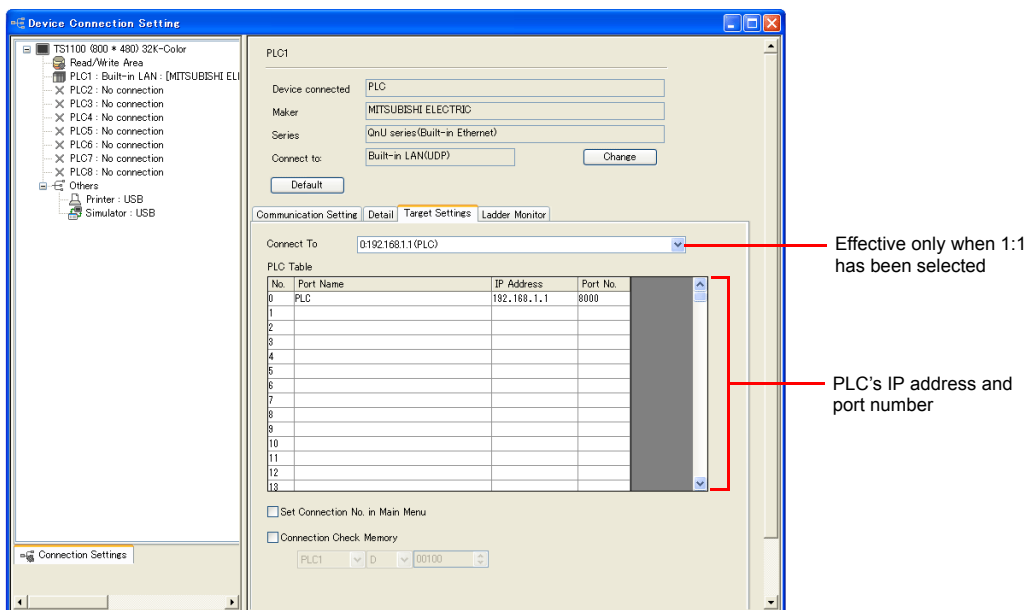 Device Connection Setting
TS1100 (800 * 480) 32K-Color
Read/Write Area
PLC1 : Built-in LAN : [MITSUBISHI ELI
PLC2 : No connection
PLC3 : No connection
PLC4 : No connection
PLC5 : No connection
PLC6 : No connection
PLC7 : No connection
PLC8 : No connection
Others
Printer : USB
Simulator : USB
Connection Settings
PLC1
Device connected PLC
Maker MITSUBISHI ELECTRIC
Series QnU series(Built-in Ethernet)
Connect to: Built-in LAN(UDP) Change
Default
Communication Setting Detail Target Settings Ladder Monitor
Connect To 0:192.168.1.1(PLC)
PLC Table
No. Port Name IP Address Port No.
0 PLC 192.168.1.1 8000
1
2
3
4
5
6
7
8
9
10
11
12
13
Set Connection No. in Main Menu
Connection Check Memory
PLC1 D 00100
Effective only when 1:1
has been selected
PLC's IP address and
port number